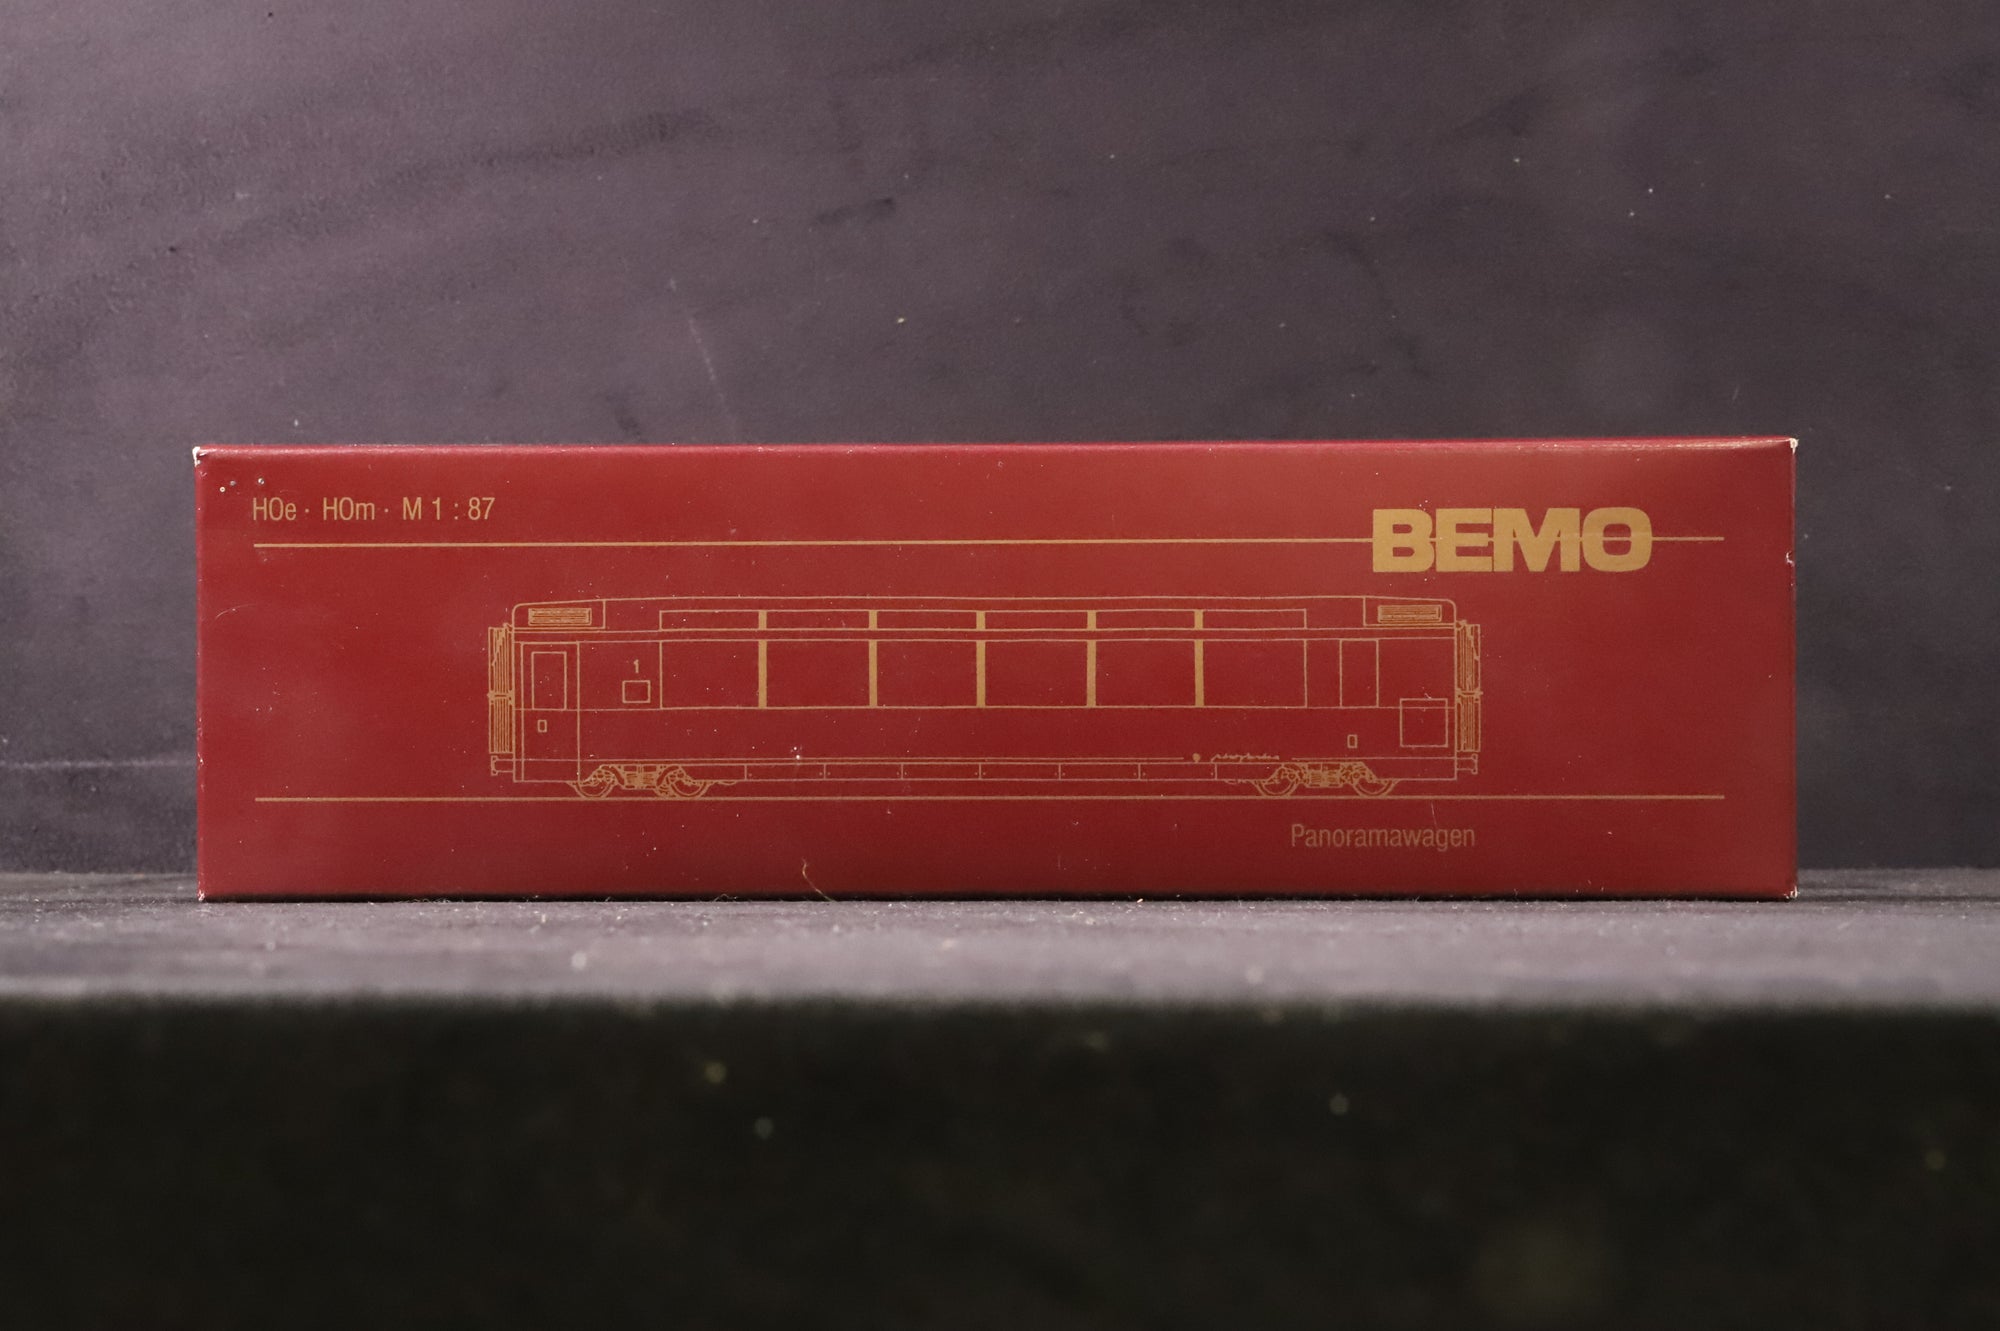 H0e · H0m · M 1 : 87
BEMO
1
Panoramawagen